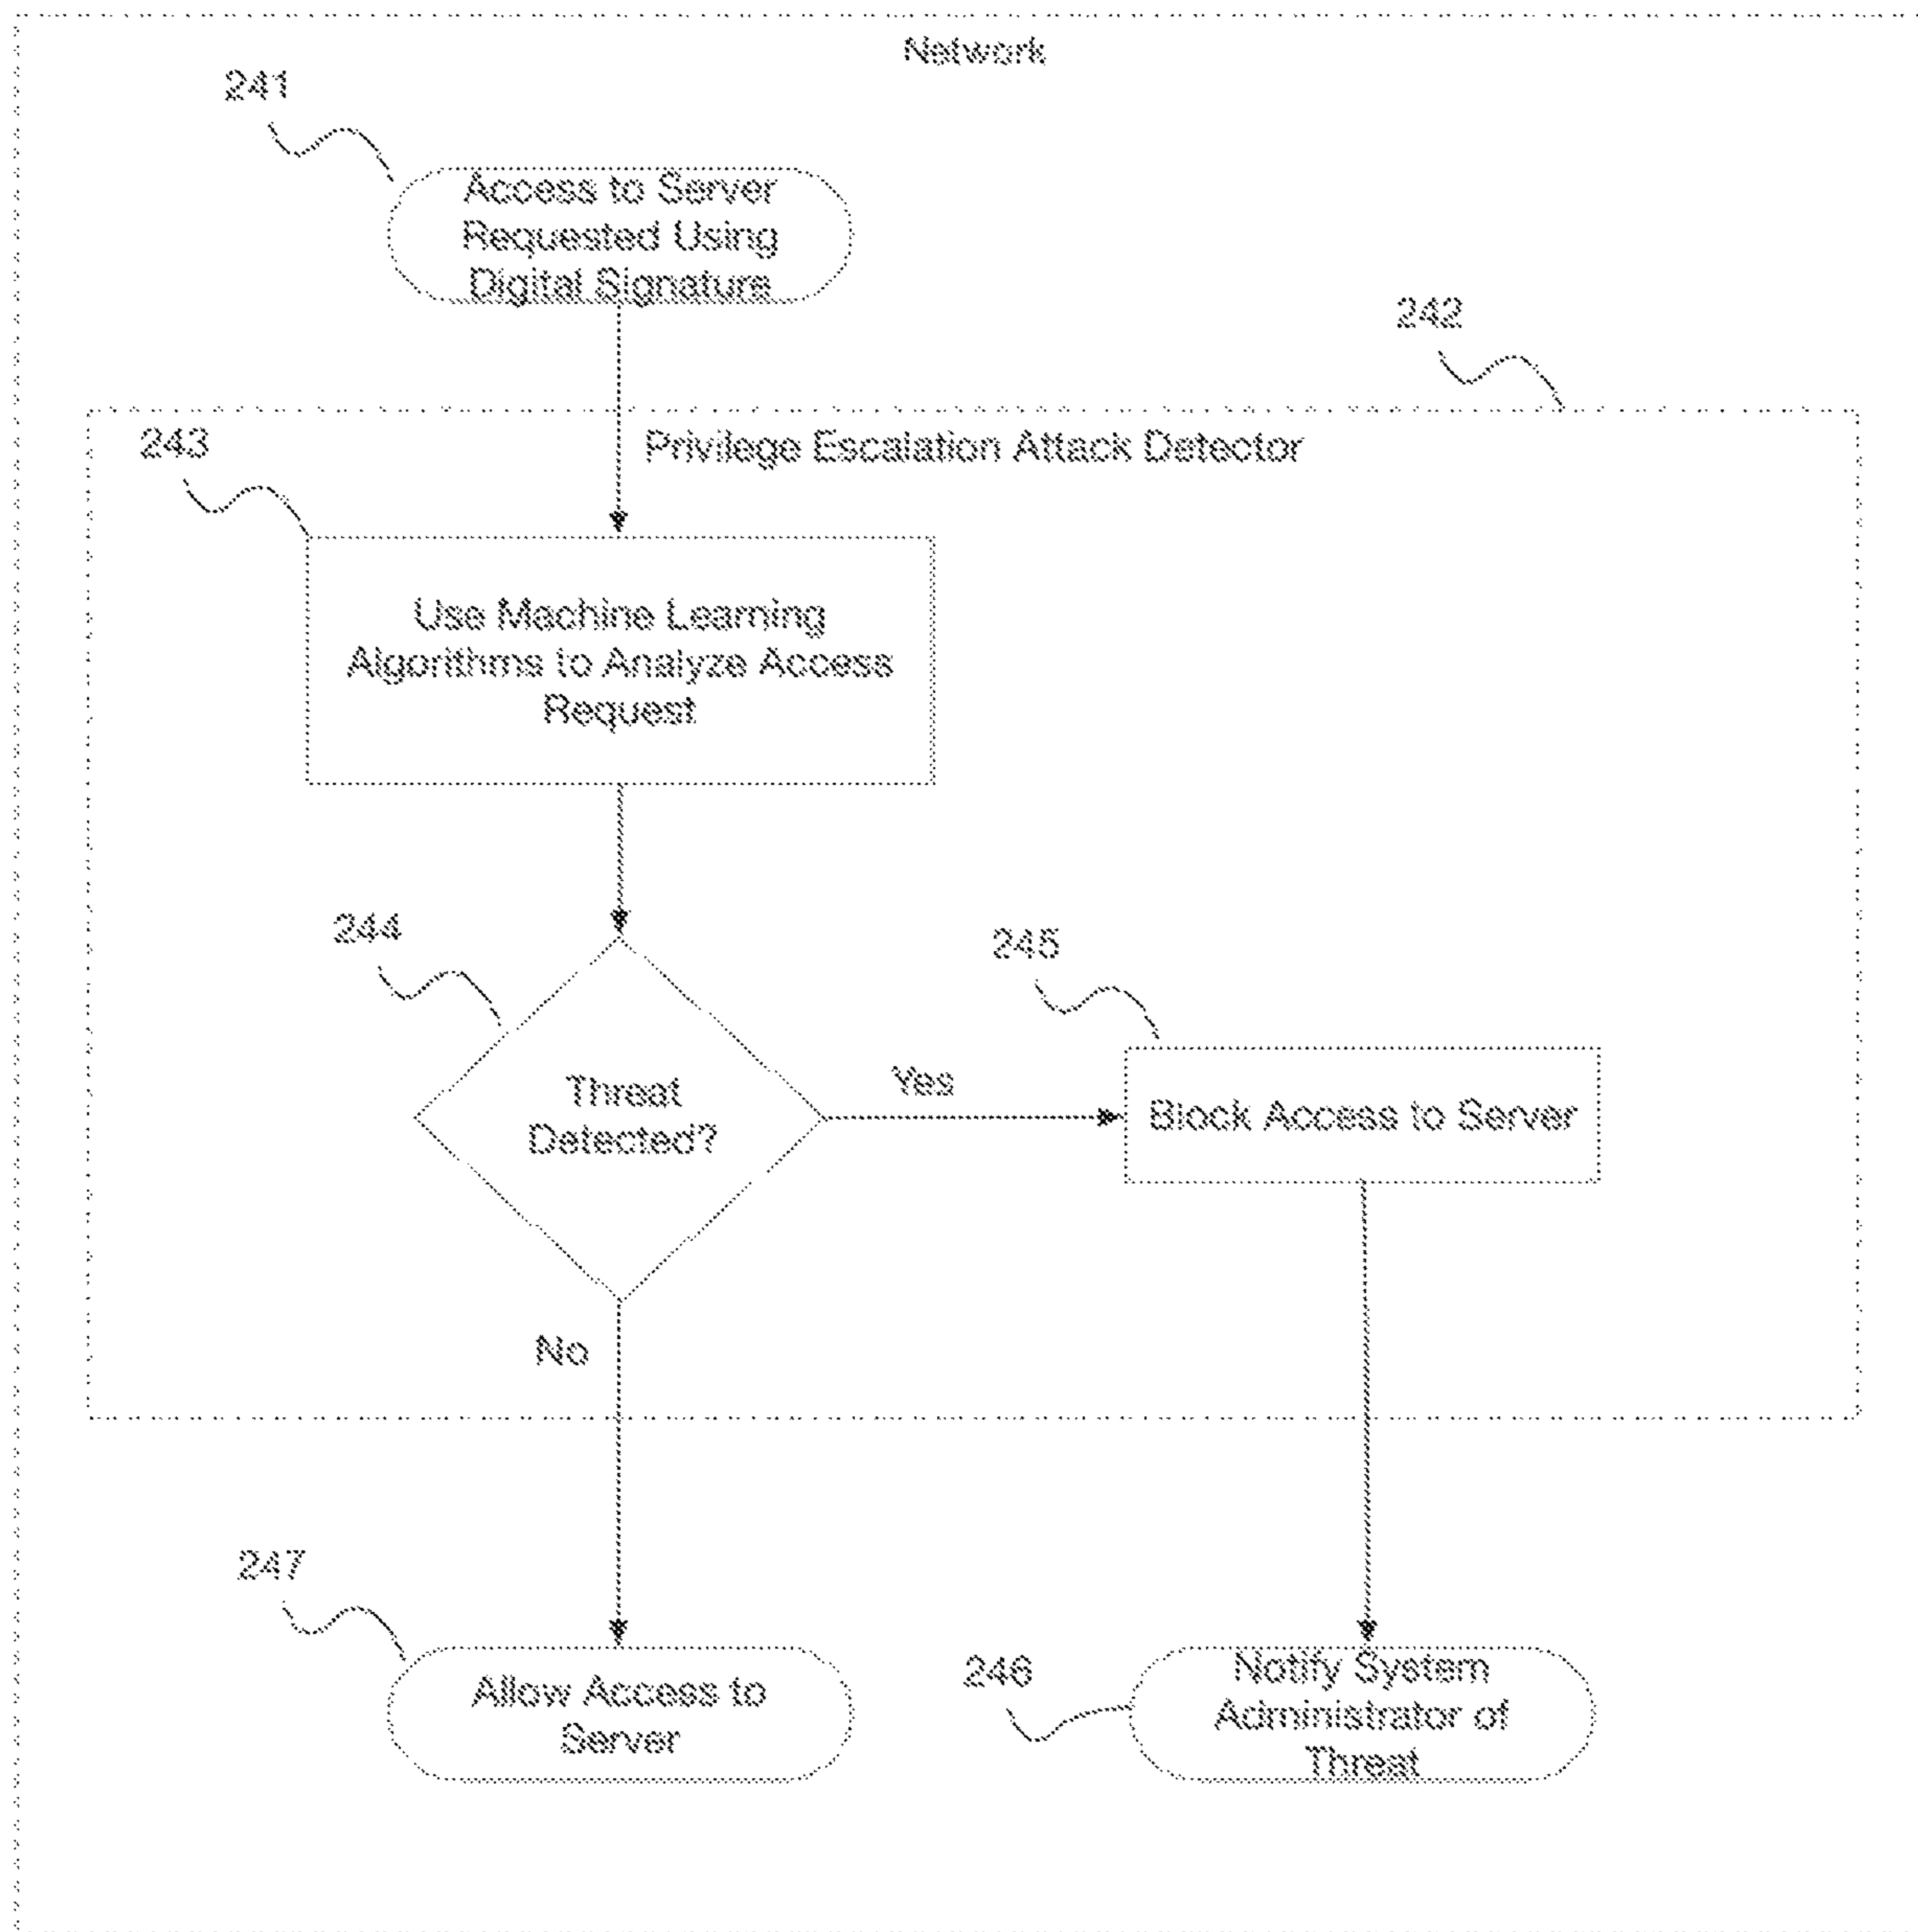 Network
241
Access to Server
Requested Using
Digital Signature
242
243
Privilege Escalation Attack Detector
Use Machine Learning
Algorithms to Analyze Access
Request
244
245
Threat
Detected?
Yes
Block Access to Server
No
247
Allow Access to
Server
246
Notify System
Administrator of
Threat